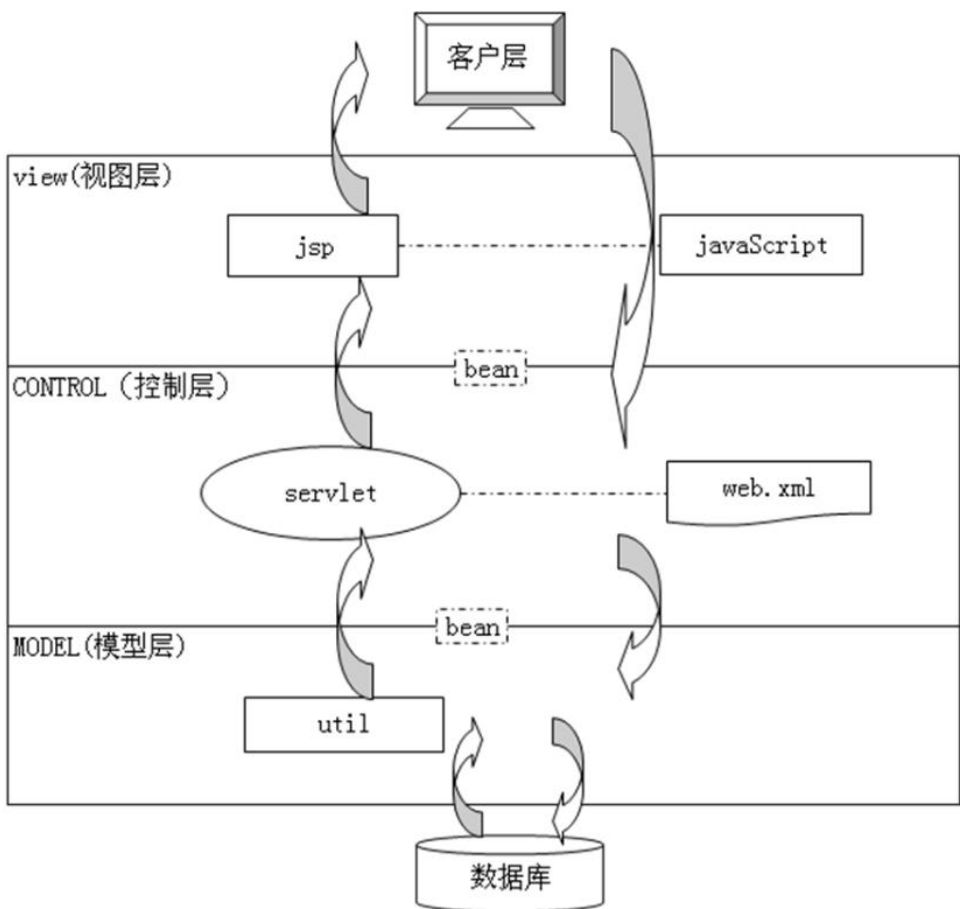 客户层
view(视图层)
jsp
javaScript
bean
CONTROL（控制层）
servlet
web.xml
bean
MODEL(模型层)
util
数据库